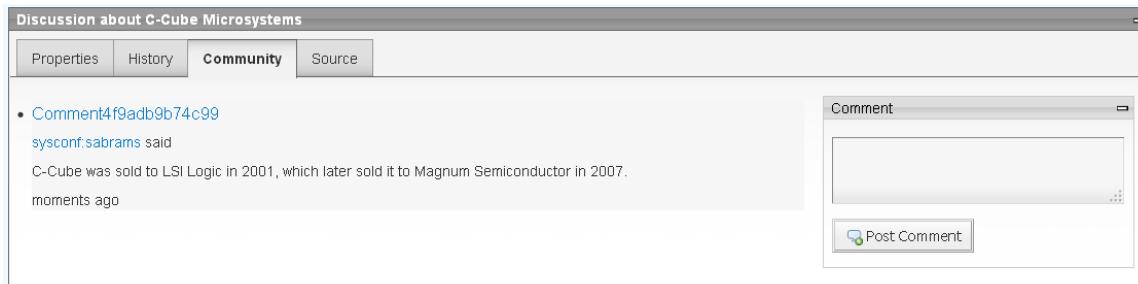 Discussion about C-Cube Microsystems
Properties History Community Source
Comment4f9adb9b74c99
sysconf:sabrams said
C-Cube was sold to LSI Logic in 2001, which later sold it to Magnum Semiconductor in 2007.
moments ago
Comment
Post Comment